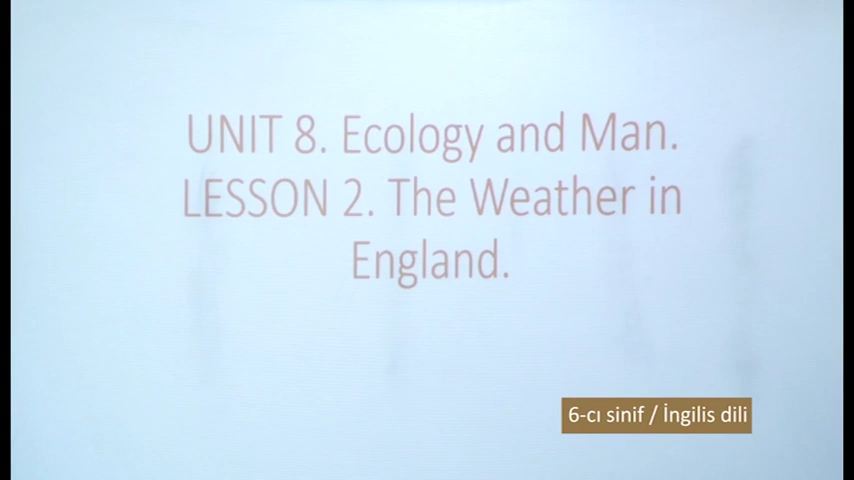 UNIT 8. Ecology and Man.
LESSON 2. The Weather in
England.
6-cı sinif / İngilis dili